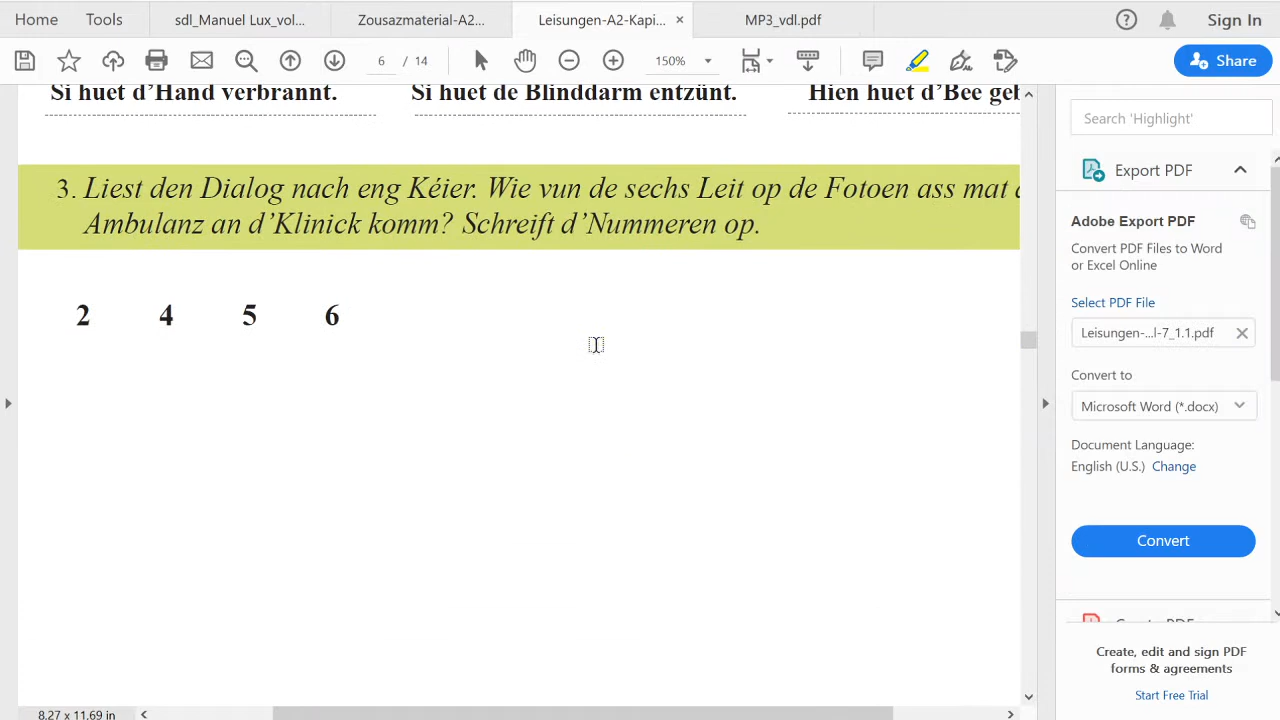 Home Tools sdl_Manuel Lux_vol... Zousazmaterial-A2... Leisungen-A2-Kapi... × MP3_vdl.pdf Sign In
6 / 14 150% Share
Si huet d’Hand verbrannt. Si huet de Blinddarm entzünt. Hien huet d’Bee
3. Liest den Dialog nach eng Kéier. Wie vun de sechs Leit op de Fotoen ass mat
Ambulanz an d’Klinick komm? Schreift d’Nummeren op.
2 4 5 6
8.27 x 11.69 in
Search 'Highlight'
Export PDF
Adobe Export PDF
Convert PDF Files to Word
or Excel Online
Select PDF File
Leisungen-...l-7_1.1.pdf
Convert to
Microsoft Word (*.docx)
Document Language:
English (U.S.) Change
Convert
Create, edit and sign PDF
forms & agreements
Start Free Trial